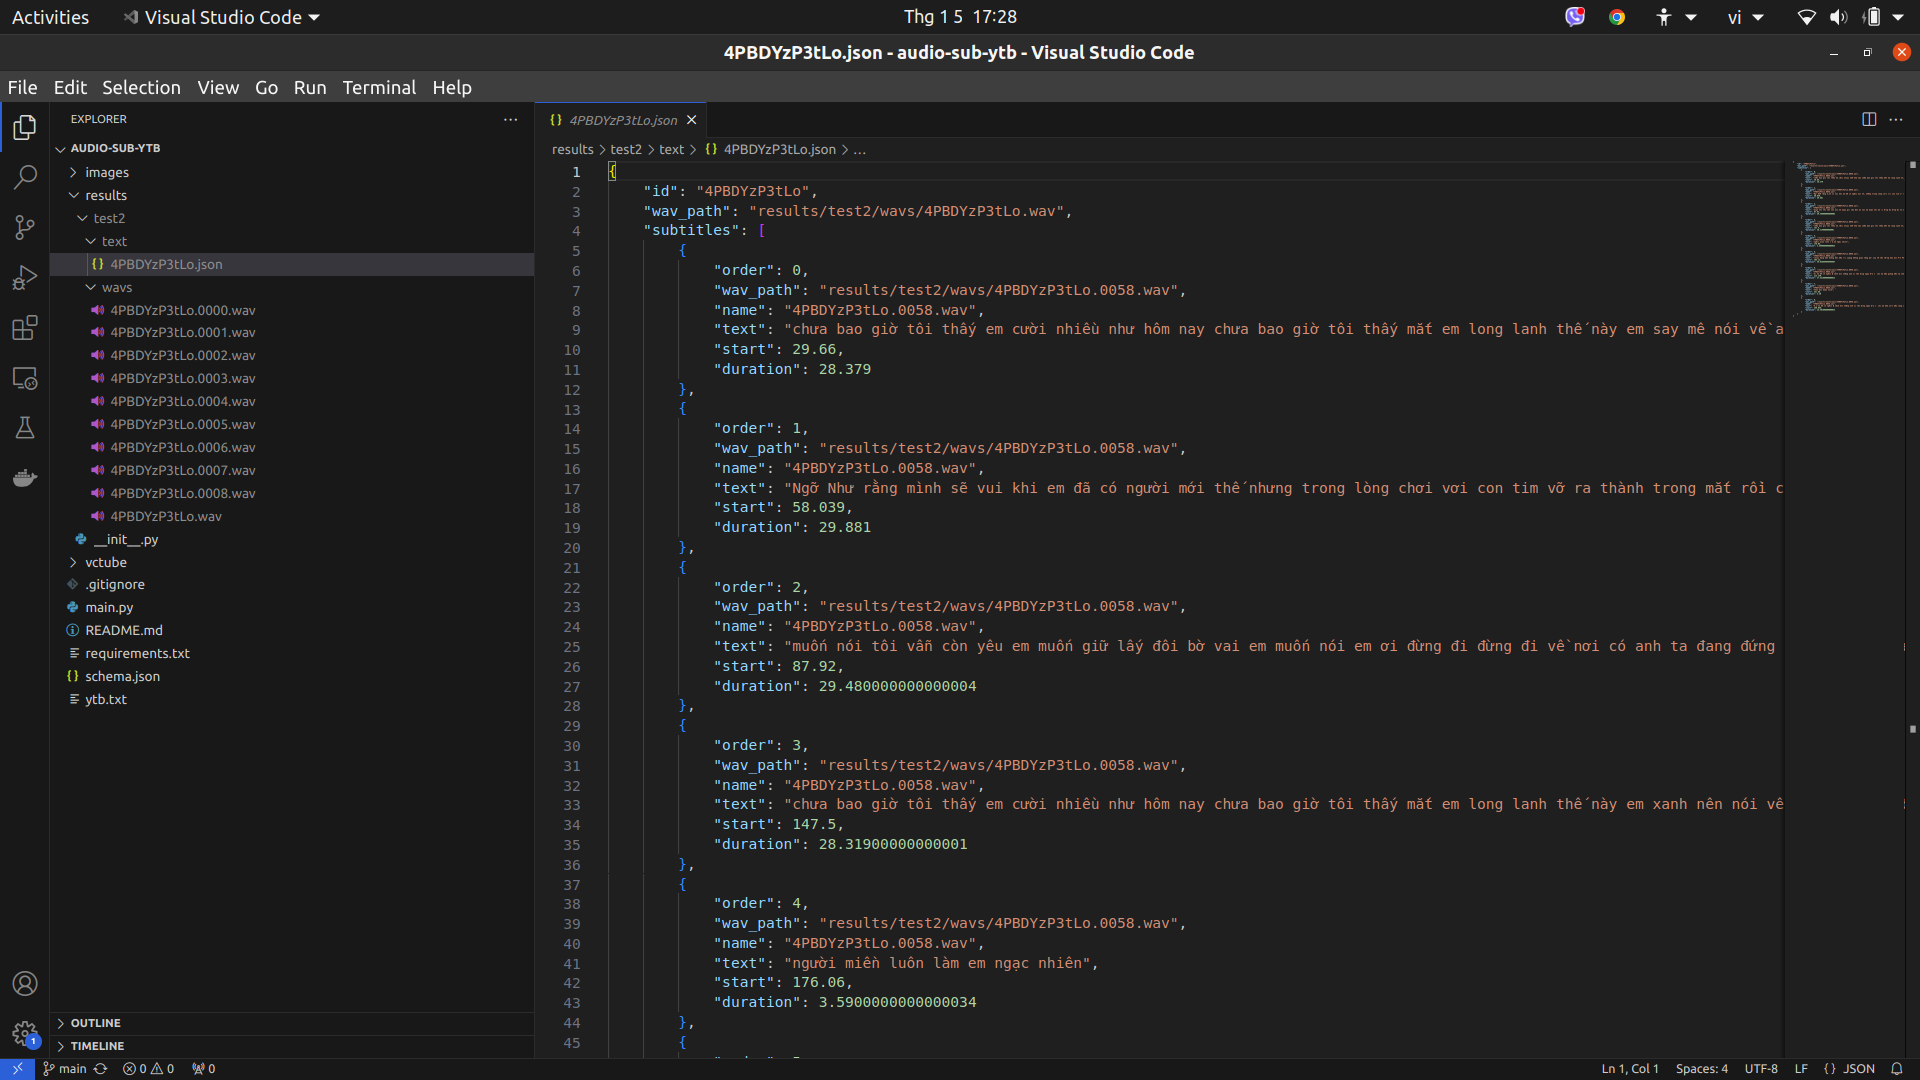 Activities
Visual Studio Code
Thg 1 5 17:28
vi
4PBDYzP3tLo.json - audio-sub-ytb - Visual Studio Code
File Edit Selection View Go Run Terminal Help
EXPLORER
AUDIO-SUB-YTB
images
results
test2
text
4PBDYzP3tLo.json
wavs
4PBDYzP3tLo.0000.wav
4PBDYzP3tLo.0001.wav
4PBDYzP3tLo.0002.wav
4PBDYzP3tLo.0003.wav
4PBDYzP3tLo.0004.wav
4PBDYzP3tLo.0005.wav
4PBDYzP3tLo.0006.wav
4PBDYzP3tLo.0007.wav
4PBDYzP3tLo.0008.wav
4PBDYzP3tLo.wav
__init__.py
vctube
.gitignore
main.py
README.md
requirements.txt
schema.json
ytb.txt
OUTLINE
TIMELINE
{} 4PBDYzP3tLo.json
results > test2 > text > {} 4PBDYzP3tLo.json > ...
1 {
2 "id": "4PBDYzP3tLo",
3 "wav_path": "results/test2/wavs/4PBDYzP3tLo.wav",
4 "subtitles": [
5 {
6 "order": 0,
7 "wav_path": "results/test2/wavs/4PBDYzP3tLo.0058.wav",
8 "name": "4PBDYzP3tLo.0058.wav",
9 "text": "chưa bao giờ tôi thấy em cười nhiều như hôm nay chưa bao giờ tôi thấy mắt em long lanh thế này em say mê nói về a
10 "start": 29.66,
11 "duration": 28.379
12 },
13 {
14 "order": 1,
15 "wav_path": "results/test2/wavs/4PBDYzP3tLo.0058.wav",
16 "name": "4PBDYzP3tLo.0058.wav",
17 "text": "Ngỡ Như rằng mình sẽ vui khi em đã có người mới thế nhưng trong lòng chơi vơi con tim vỡ ra thành trong mắt rồi c
18 "start": 58.039,
19 "duration": 29.881
20 },
21 {
22 "order": 2,
23 "wav_path": "results/test2/wavs/4PBDYzP3tLo.0058.wav",
24 "name": "4PBDYzP3tLo.0058.wav",
25 "text": "muốn nói tôi vẫn còn yêu em muốn giữ lấy đôi bờ vai em muốn nói em ơi đừng đi đừng đi về nơi có anh ta đang đứng
26 "start": 87.92,
27 "duration": 29.480000000000004
28 },
29 {
30 "order": 3,
31 "wav_path": "results/test2/wavs/4PBDYzP3tLo.0058.wav",
32 "name": "4PBDYzP3tLo.0058.wav",
33 "text": "chưa bao giờ tôi thấy em cười nhiều như hôm nay chưa bao giờ tôi thấy mắt em long lanh thế này em xanh nên nói về
34 "start": 147.5,
35 "duration": 28.31900000000001
36 },
37 {
38 "order": 4,
39 "wav_path": "results/test2/wavs/4PBDYzP3tLo.0058.wav",
40 "name": "4PBDYzP3tLo.0058.wav",
41 "text": "người miền luôn làm em ngạc nhiên",
42 "start": 176.06,
43 "duration": 3.5900000000000034
44 },
45 {
main 0 0 0
Ln 1, Col 1 Spaces: 4 UTF-8 LF {} JSON
1